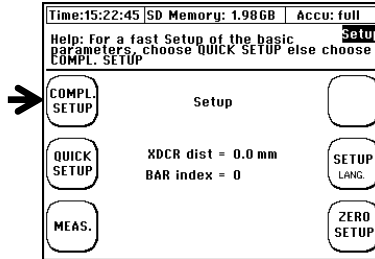 Time:15:22:45 SD Memory: 1.98GB Accu: full
Setup
Help: For a fast Setup of the basic
parameters, choose QUICK SETUP else choose
COMPL. SETUP
COMPL.
SETUP
Setup
QUICK
SETUP
XDCR dist = 0.0 mm
BAR index = 0
SETUP
LANG.
MEAS.
ZERO
SETUP